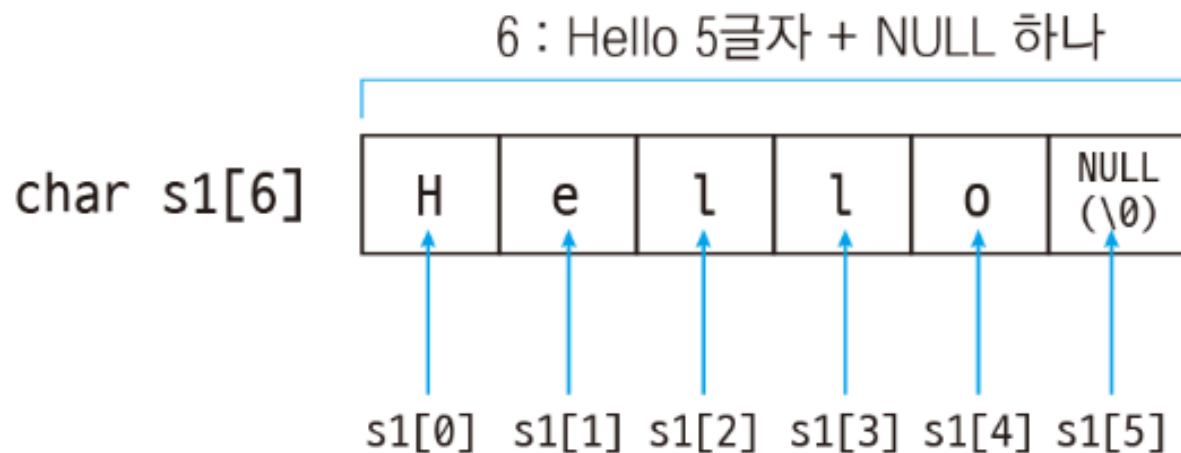 6 : Hello 5글자 + NULL 하나
char s1[6]
H e l l o NULL
(\0)
s1[0] s1[1] s1[2] s1[3] s1[4] s1[5]